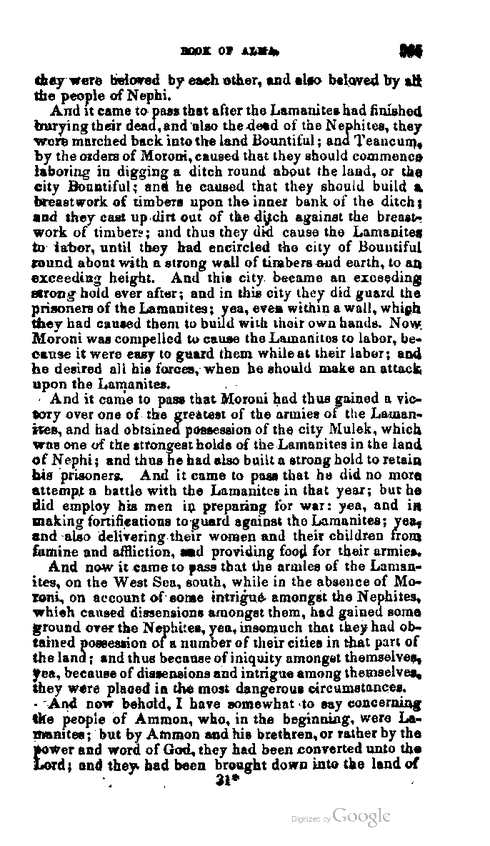 BOOK OF ALMA. 365
they were beloved by each other, and also beloved by all
the people of Nephi.
And it came to pass that after the Lamanites had finished
burying their dead, and also the dead of the Nephites, they
were marched back into the land Bountiful; and Teancum,
by the orders of Moroni, caused that they should commence
laboring in digging a ditch round about the land, or the
city Bountiful; and he caused that they should build a
breastwork of timbers upon the inner bank of the ditch;
and they cast up dirt out of the ditch against the breast-
work of timbers; and thus they did cause the Lamanites
to labor, until they had encircled the city of Bountiful
round about with a strong wall of timbers and earth, to an
exceeding height. And this city became an exceeding
strong hold ever after; and in this city they did guard the
prisoners of the Lamanites; yea, even within a wall, which
they had caused them to build with their own hands. Now
Moroni was compelled to cause the Lamanites to labor, be-
cause it were easy to guard them while at their labor; and
he desired all his forces, when he should make an attack
upon the Lamanites.
And it came to pass that Moroni had thus gained a vic-
tory over one of the greatest of the armies of the Laman-
ites, and had obtained possession of the city Mulek, which
was one of the strongest holds of the Lamanites in the land
of Nephi; and thus he had also built a strong hold to retain
his prisoners. And it came to pass that he did no more
attempt a battle with the Lamanites in that year; but he
did employ his men in preparing for war: yea, and in
making fortifications to guard against the Lamanites; yea,
and also delivering their women and their children from
famine and affliction, and providing food for their armies.
And now it came to pass that the armies of the Laman-
ites, on the West Sea, south, while in the absence of Mo-
roni, on account of some intrigue amongst the Nephites,
which caused dissensions amongst them, had gained some
ground over the Nephites, yea, insomuch that they had ob-
tained possession of a number of their cities in that part of
the land; and thus because of iniquity amongst themselves,
yea, because of dissensions and intrigue among themselves,
they were placed in the most dangerous circumstances.
And now behold, I have somewhat to say concerning
the people of Ammon, who, in the beginning, were La-
manites; but by Ammon and his brethren, or rather by the
power and word of God, they had been converted unto the
Lord; and they had been brought down into the land of
31*
Digitized by Google